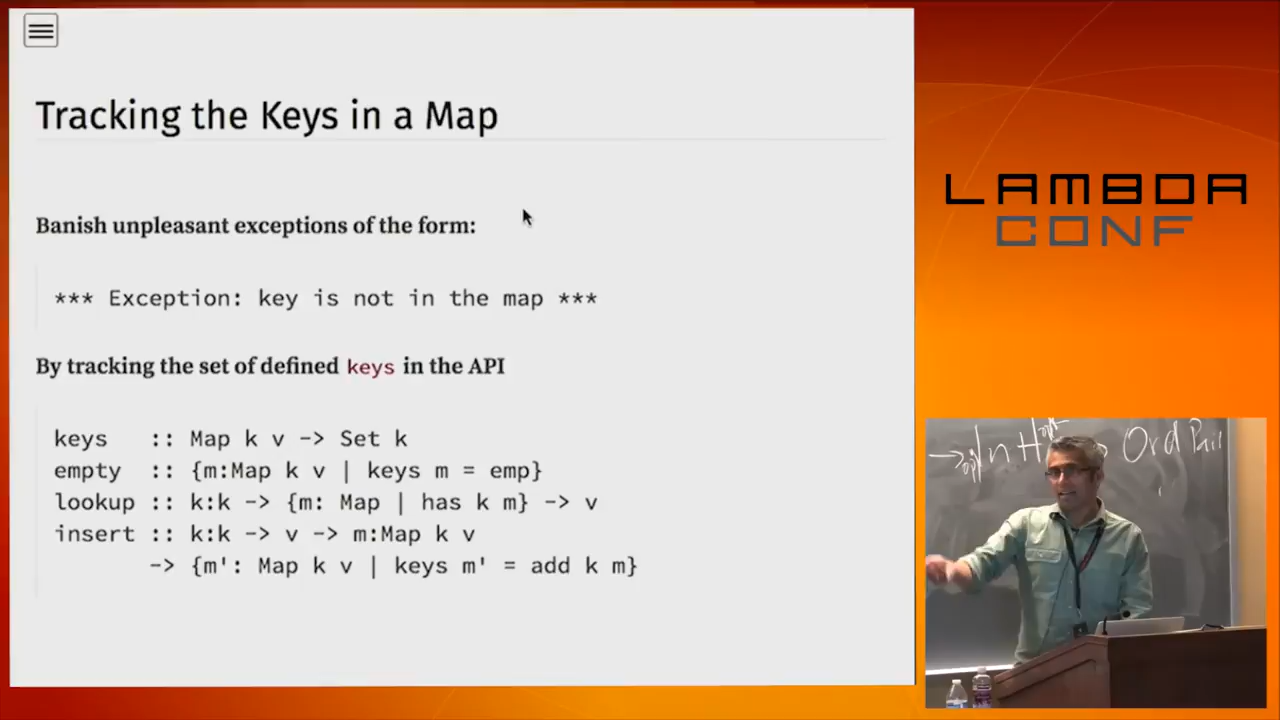 Tracking the Keys in a Map
Banish unpleasant exceptions of the form:
*** Exception: key is not in the map ***
By tracking the set of defined keys in the API
keys :: Map k v -> Set k
empty :: {m:Map k v | keys m = emp}
lookup :: k:k -> {m: Map | has k m} -> v
insert :: k:k -> v -> m:Map k v
-> {m': Map k v | keys m' = add k m}
LAMBDA
CONF
Ord Pair